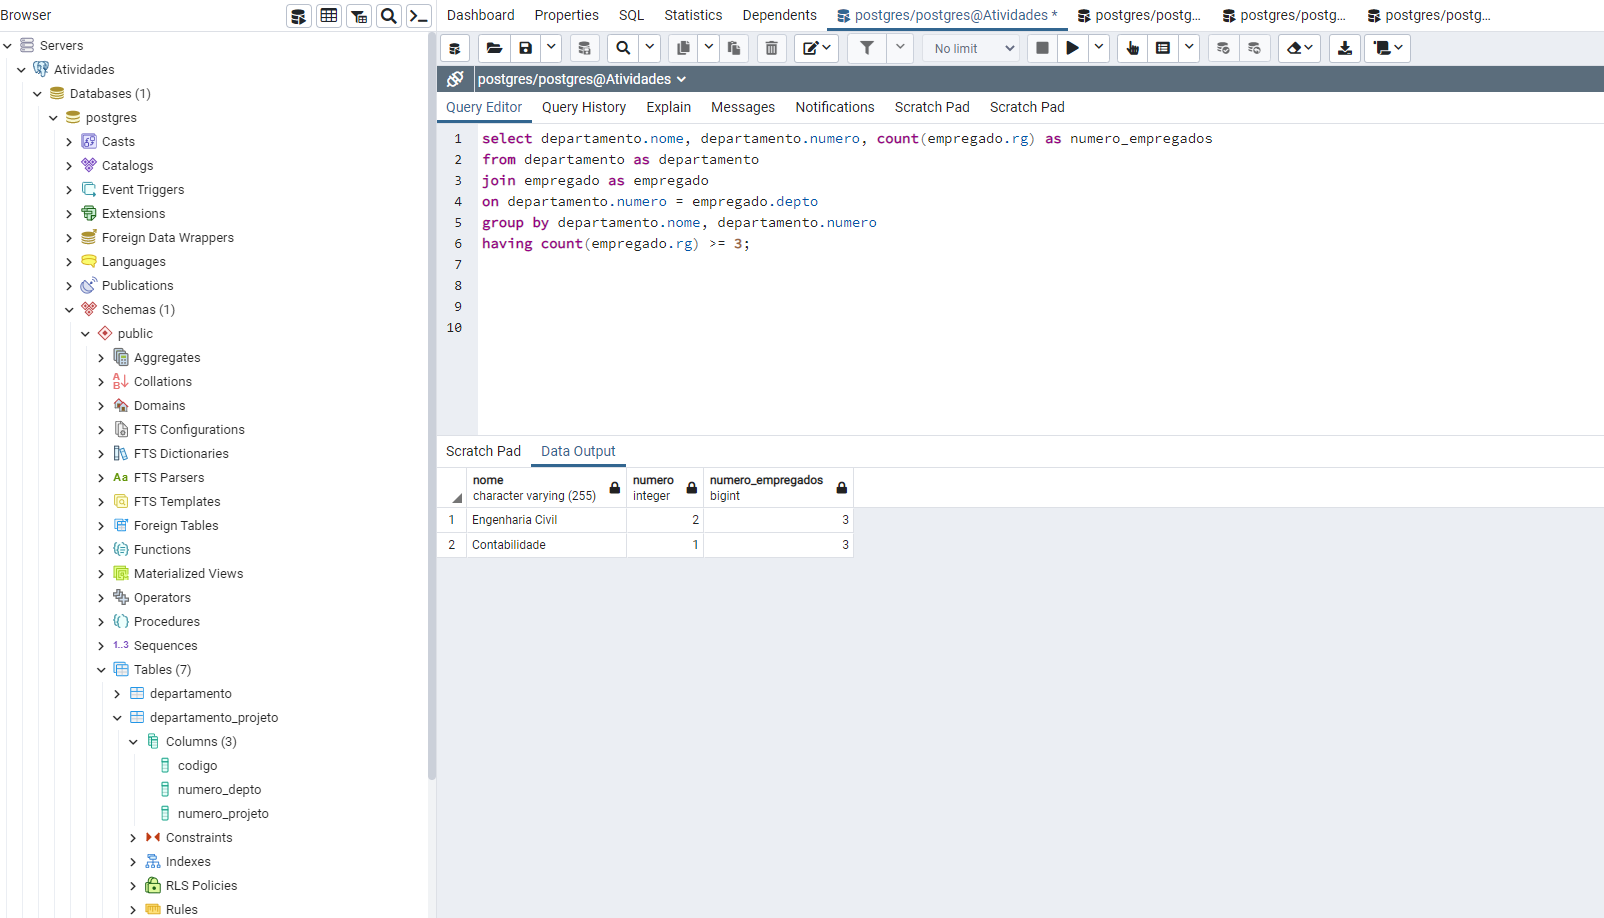 Browser
Servers
Atividades
Databases (1)
postgres
Casts
Catalogs
Event Triggers
Extensions
Foreign Data Wrappers
Languages
Publications
Schemas (1)
public
Aggregates
Collations
Domains
FTS Configurations
FTS Dictionaries
Aa FTS Parsers
FTS Templates
Foreign Tables
Functions
Materialized Views
Operators
Procedures
1..3 Sequences
Tables (7)
departamento
departamento_projeto
Columns (3)
codigo
numero_depto
numero_projeto
Constraints
Indexes
RLS Policies
Rules
Dashboard Properties SQL Statistics Dependents postgres/postgres@Atividades * postgres/postg... postgres/postg... postgres/postg...
No limit
postgres/postgres@Atividades
Query Editor Query History Explain Messages Notifications Scratch Pad Scratch Pad
1 select departamento.nome, departamento.numero, count(empregado.rg) as numero_empregados
2 from departamento as departamento
3 join empregado as empregado
4 on departamento.numero = empregado.depto
5 group by departamento.nome, departamento.numero
6 having count(empregado.rg) >= 3;
7
8
9
10
Scratch Pad Data Output
nome numero numero_empregados
character varying (255) integer bigint
1 Engenharia Civil 2 3
2 Contabilidade 1 3